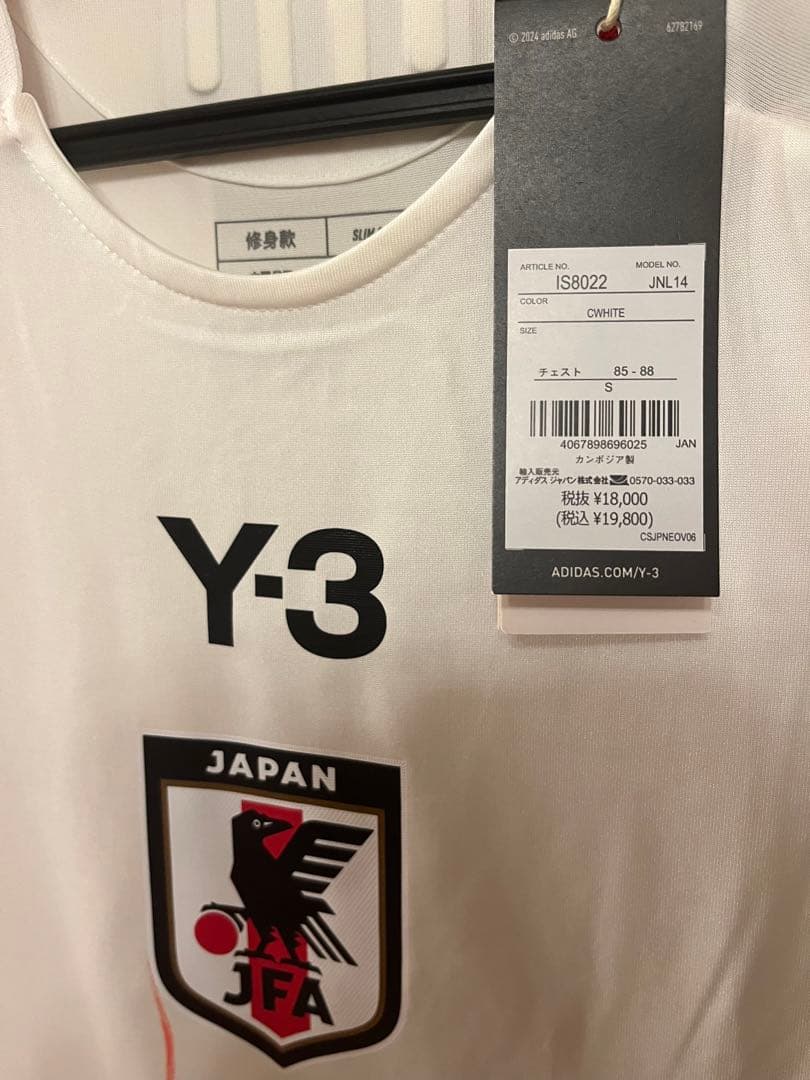 © 2024 adidas AG
62782169
修身款
SLIM
ARTICLE NO.
MODEL NO.
IS8022
JNL14
COLOR
CWHITE
SIZE
チェスト 85 - 88
S
4067898696025 JAN
カンボジア製
輸入販売元
アディダス ジャパン株式会社 0570-033-033
税抜 ¥18,000
(税込 ¥19,800)
CSJPNEOV06
ADIDAS.COM/Y-3
Y-3
JAPAN
JFA